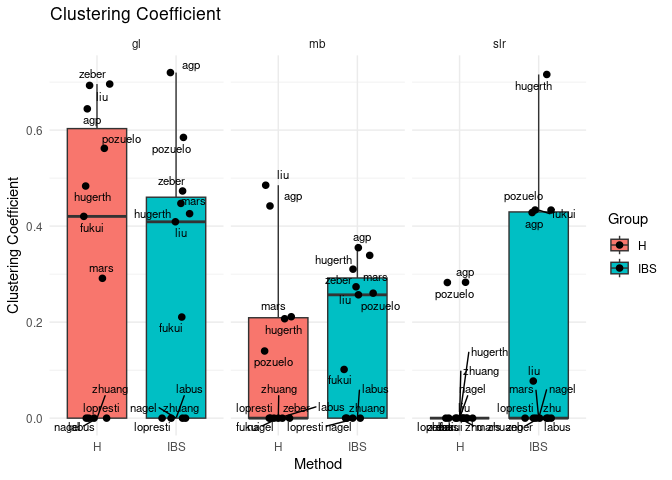 Clustering Coefficient
gl
mb
slr
Clustering Coefficient
0.6
0.4
0.2
0.0
zeber
liu
agp
pozuelo
hugerth
fukui
mars
zhuang
lopresti
nagel
labus
agp
pozuelo
zeber
mars
hugerth
liu
fukui
labus
nagel
zhuang
lopresti
liu
agp
mars
hugerth
pozuelo
zhuang
lopresti
zeber
labus
fukui
nagel
agp
hugerth
zeber
mars
liu
pozuelo
fukui
labus
zhuang
lopresti
nagel
agp
pozuelo
hugerth
zhuang
nagel
zhu
mars
hugerth
pozuelo
fukui
agp
liu
mars
nagel
lopresti
zhu
zhuang
zeber
labus
H
IBS
H
IBS
H
IBS
Method
Group
H
IBS